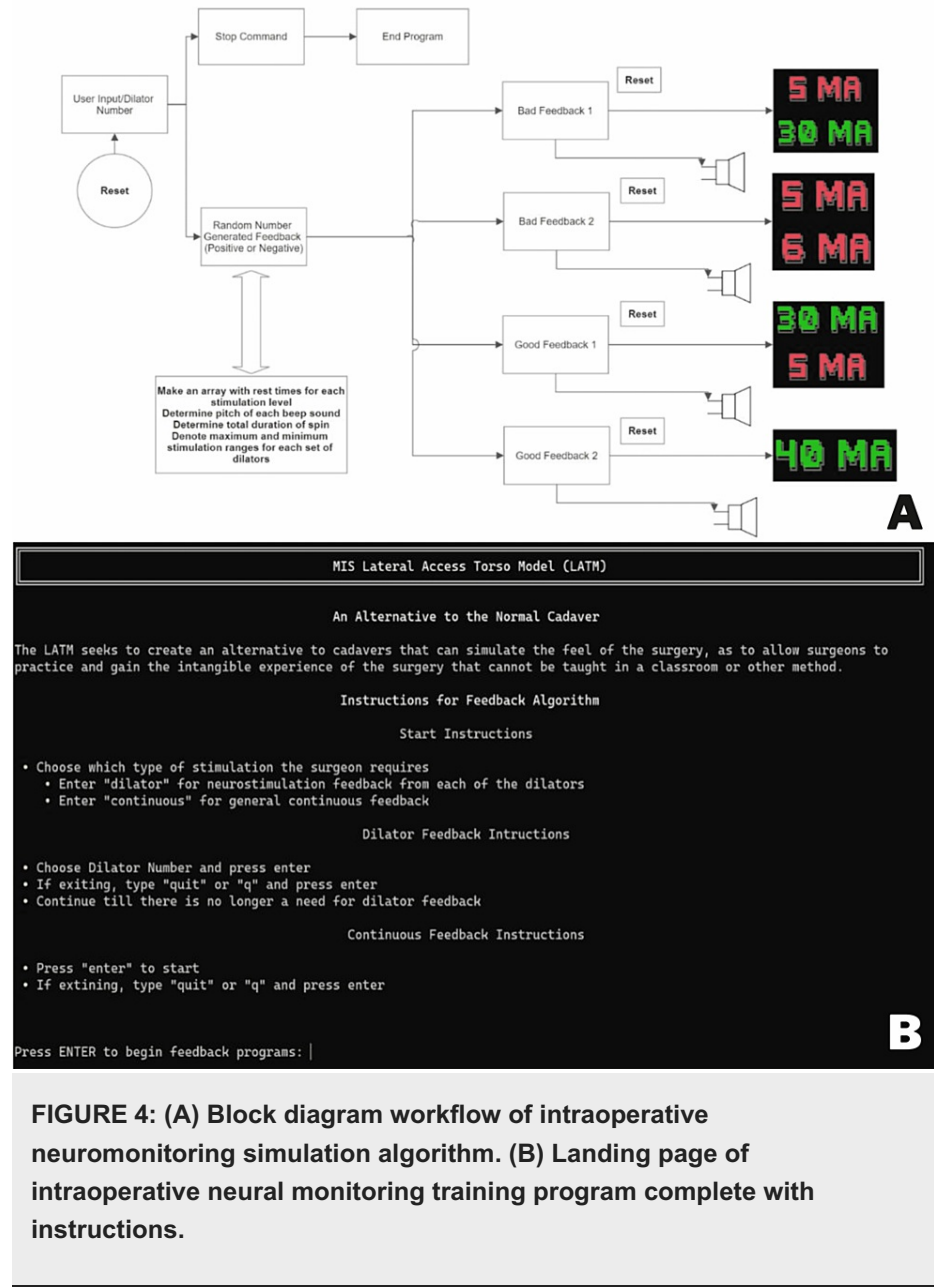 Stop Command
End Program
User Input/Dilator
Number
Reset
Random Number
Generated Feedback
(Positive or Negative)
Make an array with rest times for each
stimulation level
Determine pitch of each beep sound
Determine total duration of spin
Denote maximum and minimum
stimulation ranges for each set of
dilators
Bad Feedback 1
Reset
5 MA
30 MA
Bad Feedback 2
Reset
5 MA
6 MA
Good Feedback 1
Reset
30 MA
5 MA
Good Feedback 2
Reset
40 MA
A
MIS Lateral Access Torso Model (LATM)
An Alternative to the Normal Cadaver
The LATM seeks to create an alternative to cadavers that can simulate the feel of the surgery, as to allow surgeons to
practice and gain the intangible experience of the surgery that cannot be taught in a classroom or other method.
Instructions for Feedback Algorithm
Start Instructions
• Choose which type of stimulation the surgeon requires
• Enter "dilator" for neurostimulation feedback from each of the dilators
• Enter "continuous" for general continuous feedback
Dilator Feedback Intructions
• Choose Dilator Number and press enter
• If exiting, type "quit" or "q" and press enter
• Continue till there is no longer a need for dilator feedback
Continuous Feedback Instructions
• Press "enter" to start
• If extining, type "quit" or "q" and press enter
Press ENTER to begin feedback programs:
B
FIGURE 4: (A) Block diagram workflow of intraoperative
neuromonitoring simulation algorithm. (B) Landing page of
intraoperative neural monitoring training program complete with
instructions.